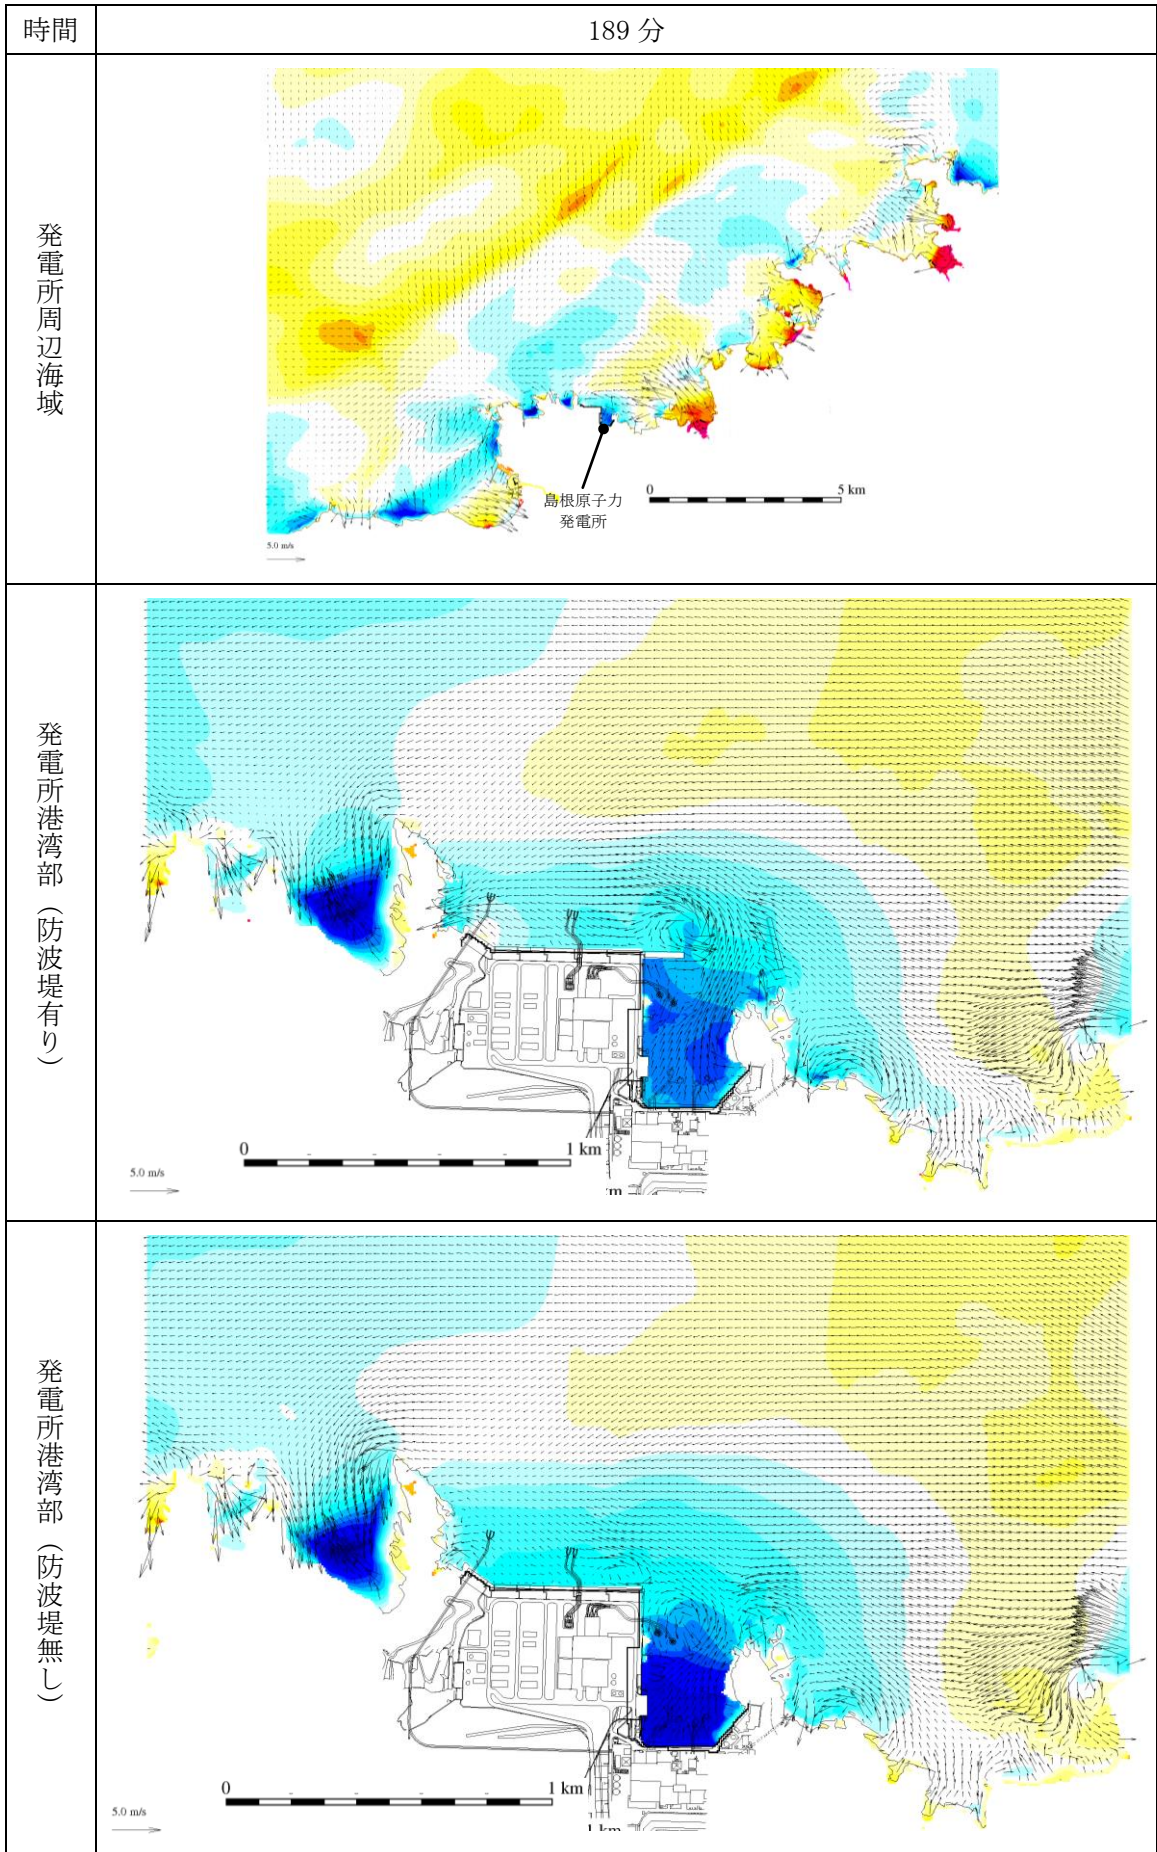 時間
189 分
発電所周辺海域
島根原子力
発電所
0
5 km
5.0 m/s
発電所港湾部（防波堤有り）
0
1 km
5.0 m/s
発電所港湾部（防波堤無し）
0
1 km
5.0 m/s